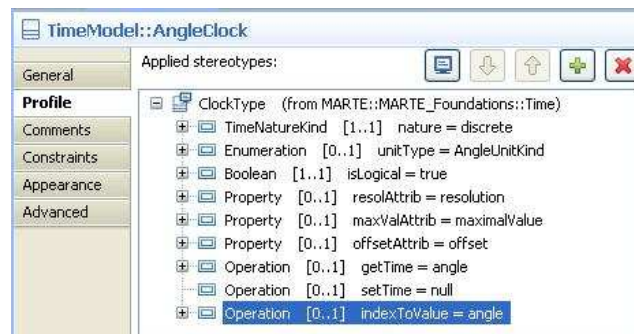 TimeModel::AngleClock
General
Profile
Comments
Constraints
Appearance
Advanced
Applied stereotypes:
ClockType (from MARTE::MARTE_Foundations::Time)
TimeNatureKind [1..1] nature = discrete
Enumeration [0..1] unitType = AngleUnitKind
Boolean [1..1] isLogical = true
Property [0..1] resolAttrib = resolution
Property [0..1] maxValAttrib = maximalValue
Property [0..1] offsetAttrib = offset
Operation [0..1] getTime = angle
Operation [0..1] setTime = null
Operation [0..1] indexToValue = angle